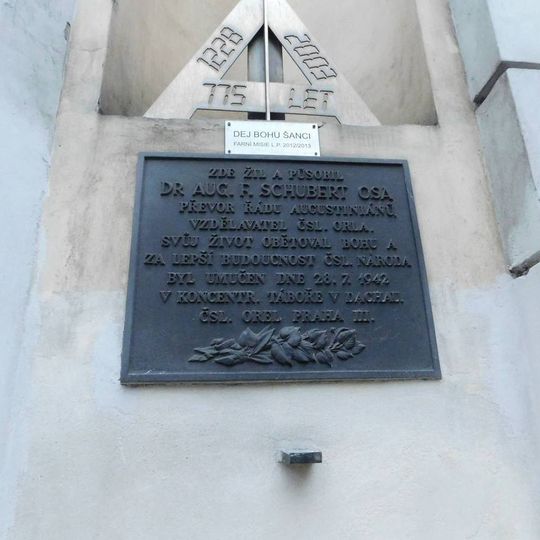 1228 2003
775 LET
DEJ BOHU ŠANCI
FARNÍ MISIE L.P. 2012/2013
ZDE ŽIL A PŮSOBIL
DR AUG. F. SCHUBERT OSA
PŘEVOR ŘÁDU AUGUSTINIÁNŮ,
VZDĚLAVATEL ČSL. ORLA.
SVŮJ ŽIVOT OBĚTOVAL BOHU A
ZA LEPŠÍ BUDOUCNOST ČSL. NÁRODA
BYL UMUČEN DNE 28. 7. 1942
V KONCENTR. TÁBOŘE V DACHAU.
ČSL. OREL PRAHA III.